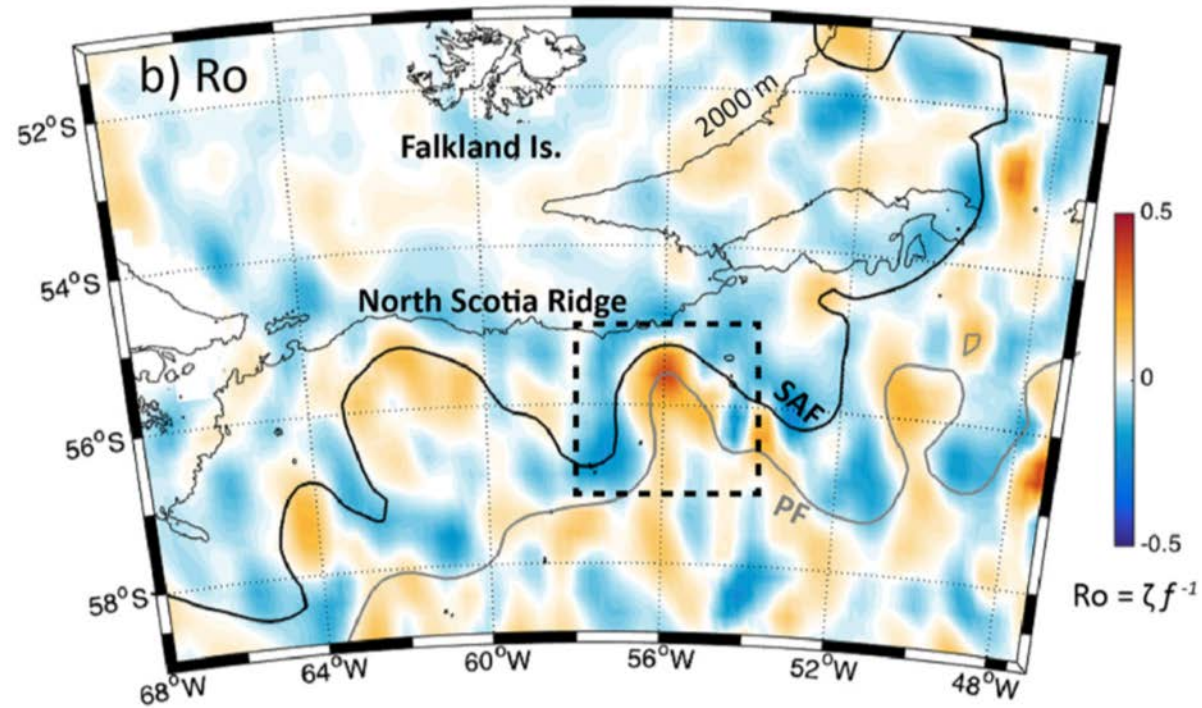 b) Ro
2000 m
52°S
Falkland Is.
0.5
54°S
North Scotia Ridge
0
SAF
56°S
PF
-0.5
58°S
Ro = ζf⁻¹
68°W
64°W
60°W
56°W
52°W
48°W